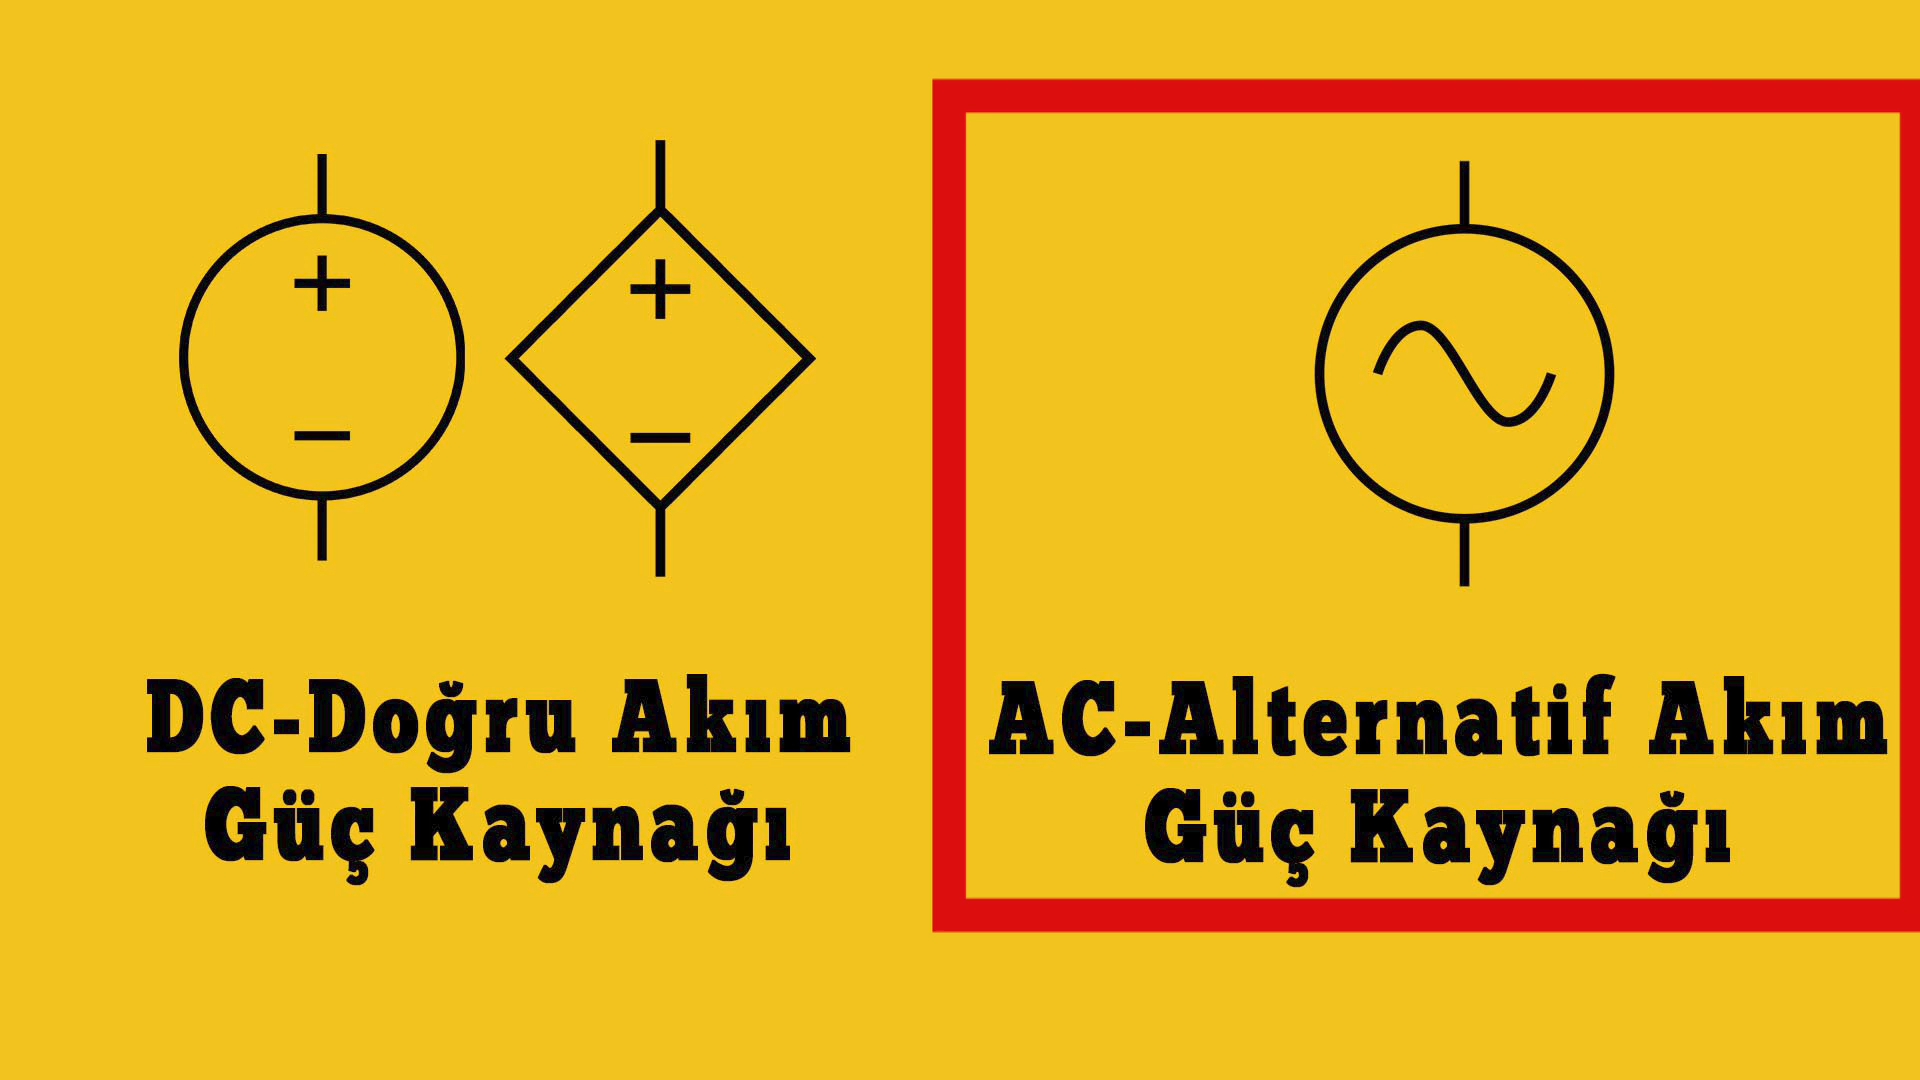 DC-Doğru Akım
Güç Kaynağı
AC-Alternatif Akım
Güç Kaynağı